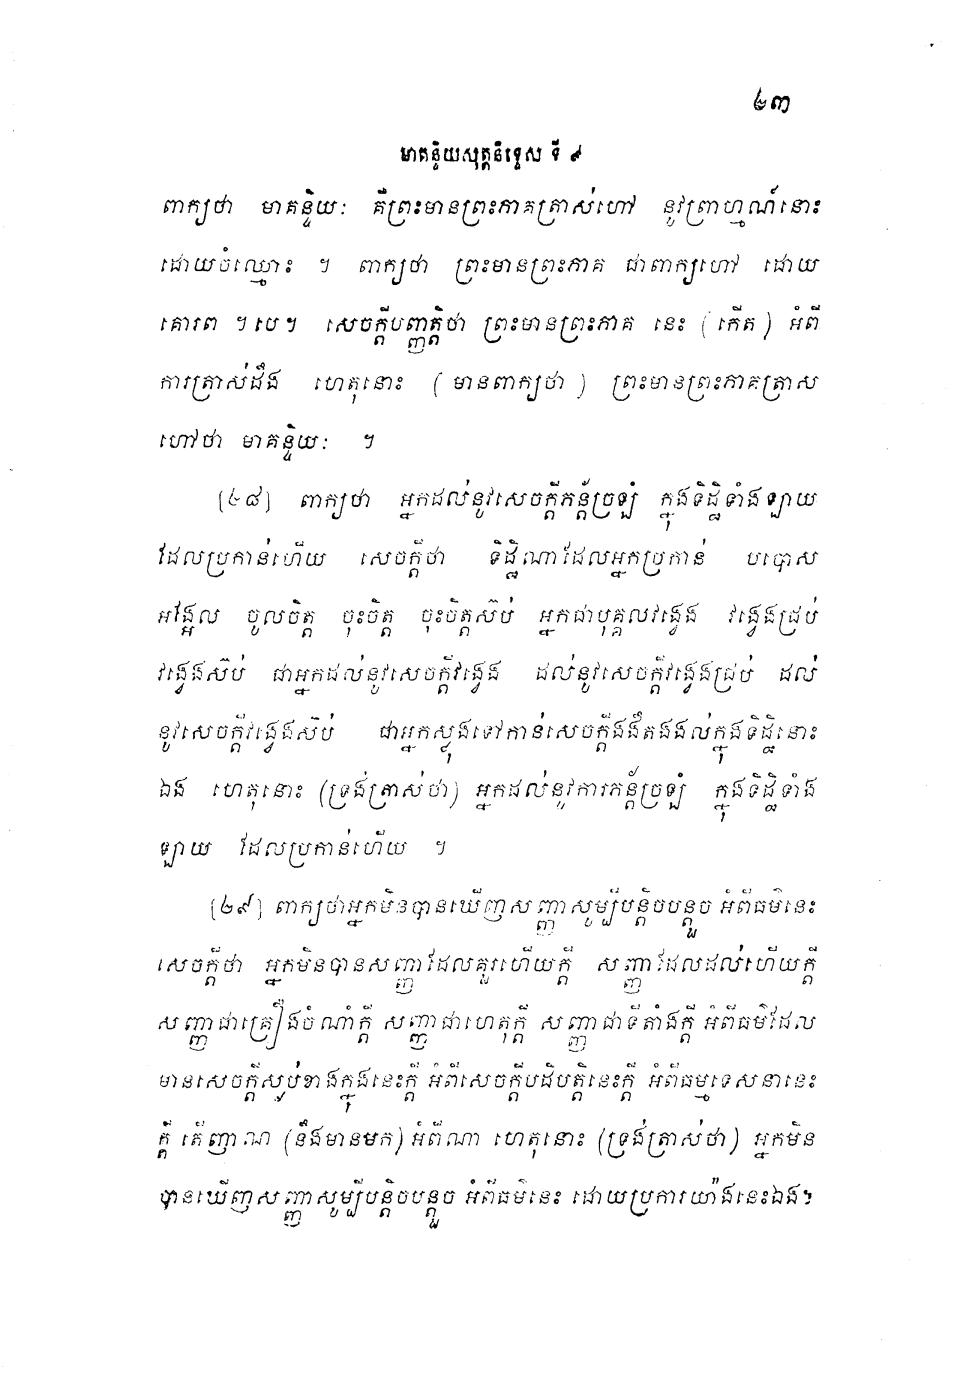 ៤៣
មាគន្ទិយសុត្តនិទ្ទេស ទី ៩
ពាក្យថា មាគន្ទិយៈ គឺព្រះមានព្រះភាគត្រាស់ហៅ នូវព្រាហ្មណ៍នោះ
ដោយចំឈ្មោះ ។ ពាក្យថា ព្រះមានព្រះភាគ ជាពាក្យហៅ ដោយ
គោរព ។បេ។ សេចក្តីបញ្ញត្តិថា ព្រះមានព្រះភាគ នេះ (កើត) អំពី
ការត្រាស់ដឹង ហេតុនោះ (មានពាក្យថា) ព្រះមានព្រះភាគត្រាស
ហៅថា មាគន្ទិយៈ ។
[៤៨] ពាក្យថា អ្នកដល់នូវសេចក្តីភន្ត័ច្រឡំ ក្នុងទិដ្ឋិទាំងឡាយ
ដែលប្រកាន់ហើយ សេចក្តីថា ទិដ្ឋិណាដែលអ្នកប្រកាន់ បបោស
អង្អែល ចូលចិត្ត ចុះចិត្ត ចុះចិត្តស៊ប់ អ្នកជាបុគ្គលវង្វេង វង្វេងជ្រប់
វង្វេងស៊ប់ ជាអ្នកដល់នូវសេចក្តីវង្វេង ដល់នូវសេចក្តីវង្វេងជ្រប់ ដល់
នូវសេចក្តីវង្វេងស៊ប់ ជាអ្នកស្ទុងទៅកាន់សេចក្តីងងឹតងងល់ក្នុងទិដ្ឋិនោះ
ឯង ហេតុនោះ (ទ្រង់ត្រាស់ថា) អ្នកដល់នូវការភន្ត័ច្រឡំ ក្នុងទិដ្ឋិទាំង
ឡាយ ដែលប្រកាន់ហើយ ។
[៤៩] ពាក្យថាអ្នកមិនបានឃើញសញ្ញាសូម្បីបន្តិចបន្តួច អំពីធម៌នេះ
សេចក្តីថា អ្នកមិនបានសញ្ញាដែលគួរហើយក្តី សញ្ញាដែលដល់ហើយក្តី
សញ្ញាជាគ្រឿងចំណាំក្តី សញ្ញាជាហេតុក្តី សញ្ញាជាទីតាំងក្តី អំពីធម៌ដែល
មានសេចក្តីស្ងប់ខាងក្នុងនេះក្តី អំពីសេចក្តីបដិបត្តិនេះក្តី អំពីធម្មទេសនានេះ
ក្តី តើញាណ (នឹងមានមក) អំពីណា ហេតុនោះ (ទ្រង់ត្រាស់ថា) អ្នកមិន
បានឃើញសញ្ញាសូម្បីបន្តិចបន្តួច អំពីធម៌នេះ ដោយប្រការយ៉ាងនេះឯង។